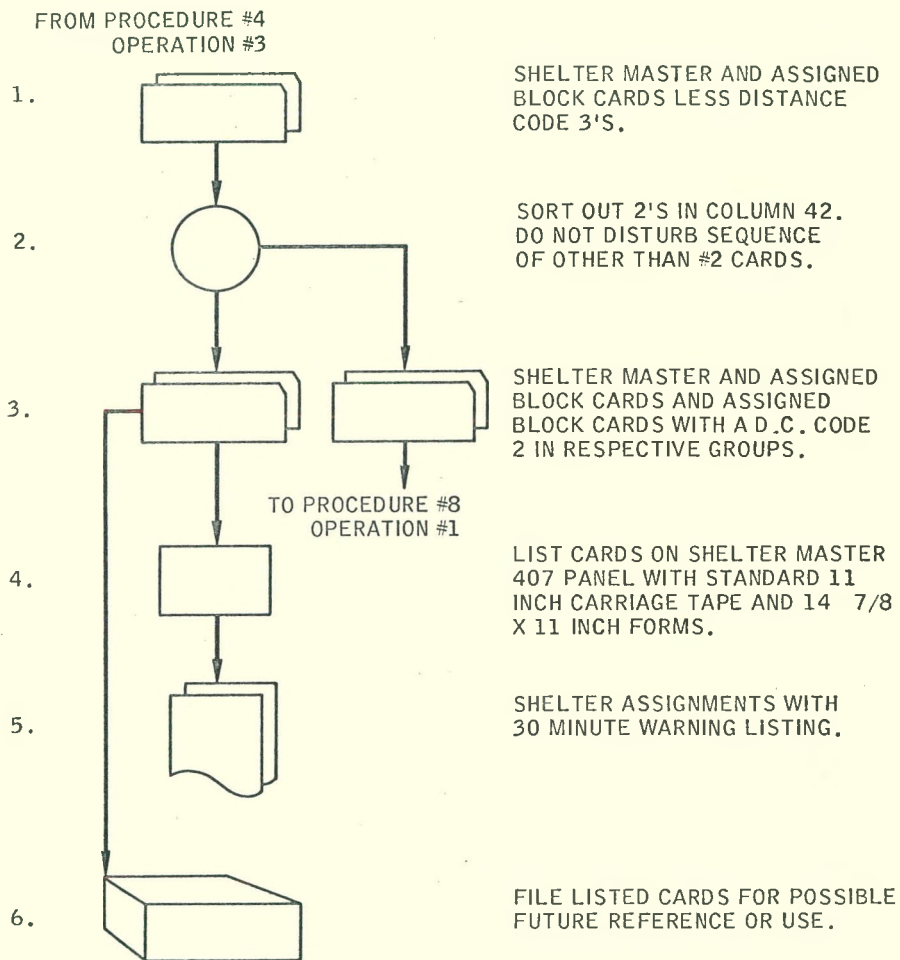 FROM PROCEDURE #4
OPERATION #3
1.
SHELTER MASTER AND ASSIGNED
BLOCK CARDS LESS DISTANCE
CODE 3'S.
2.
SORT OUT 2'S IN COLUMN 42.
DO NOT DISTURB SEQUENCE
OF OTHER THAN #2 CARDS.
3.
SHELTER MASTER AND ASSIGNED
BLOCK CARDS AND ASSIGNED
BLOCK CARDS WITH A D.C. CODE
2 IN RESPECTIVE GROUPS.
TO PROCEDURE #8
OPERATION #1
4.
LIST CARDS ON SHELTER MASTER
407 PANEL WITH STANDARD 11
INCH CARRIAGE TAPE AND 14 7/8
X 11 INCH FORMS.
5.
SHELTER ASSIGNMENTS WITH
30 MINUTE WARNING LISTING.
6.
FILE LISTED CARDS FOR POSSIBLE
FUTURE REFERENCE OR USE.